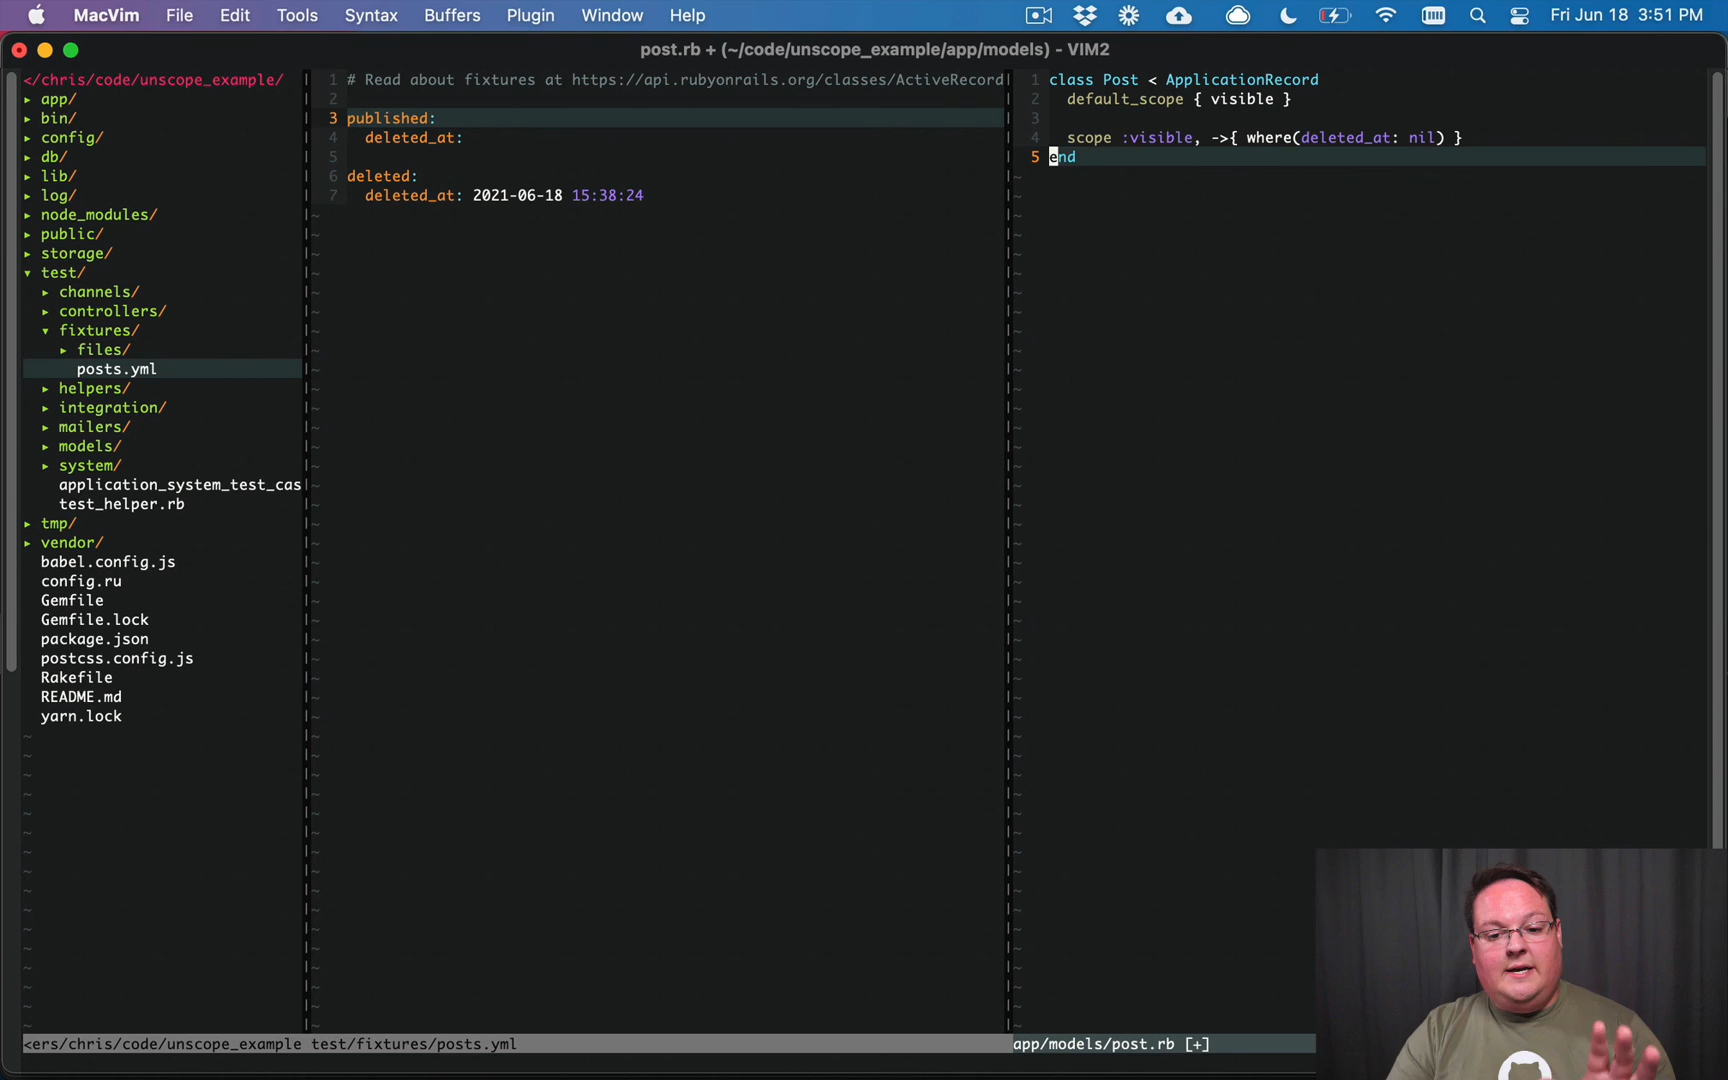 MacVim File Edit Tools Syntax Buffers Plugin Window Help Fri Jun 18 3:51 PM
post.rb + (~/code/unscope_example/app/models) - VIM2
</chris/code/unscope_example/
▸ app/
▸ bin/
▸ config/
▸ db/
▸ lib/
▸ log/
▸ node_modules/
▸ public/
▸ storage/
▾ test/
▸ channels/
▸ controllers/
▾ fixtures/
▸ files/
posts.yml
▸ helpers/
▸ integration/
▸ mailers/
▸ models/
▸ system/
application_system_test_cas
test_helper.rb
▸ tmp/
▸ vendor/
babel.config.js
config.ru
Gemfile
Gemfile.lock
package.json
postcss.config.js
Rakefile
README.md
yarn.lock
1 # Read about fixtures at https://api.rubyonrails.org/classes/ActiveRecord
2
3 published:
4 deleted_at:
5
6 deleted:
7 deleted_at: 2021-06-18 15:38:24
1 class Post < ApplicationRecord
2 default_scope { visible }
3
4 scope :visible, ->{ where(deleted_at: nil) }
5 end
<ers/chris/code/unscope_example test/fixtures/posts.yml
app/models/post.rb [+]